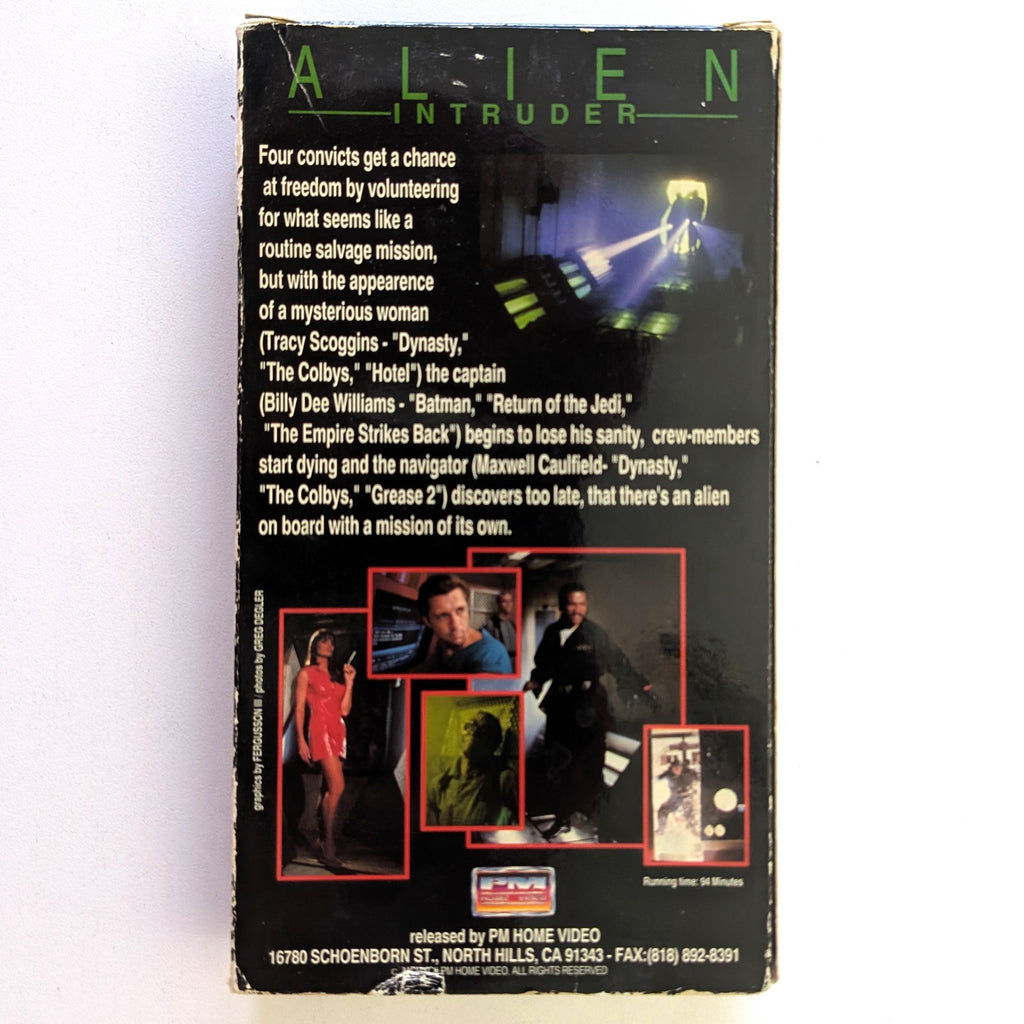 ALIEN
INTRUDER
Four convicts get a chance
at freedom by volunteering
for what seems like a
routine salvage mission,
but with the appearence
of a mysterious woman
(Tracy Scoggins - "Dynasty,"
"The Colbys," "Hotel") the captain
(Billy Dee Williams - "Batman," "Return of the Jedi,"
"The Empire Strikes Back") begins to lose his sanity, crew-members
start dying and the navigator (Maxwell Caulfield- "Dynasty,"
"The Colbys," "Grease 2") discovers too late, that there's an alien
on board with a mission of its own.
graphics by FERGUSSON III / photos by GREG DEGLER
Running time: 94 Minutes
PM
HOME VIDEO
released by PM HOME VIDEO
16780 SCHOENBORN ST., NORTH HILLS, CA 91343 - FAX:(818) 892-8391
PM HOME VIDEO. ALL RIGHTS RESERVED